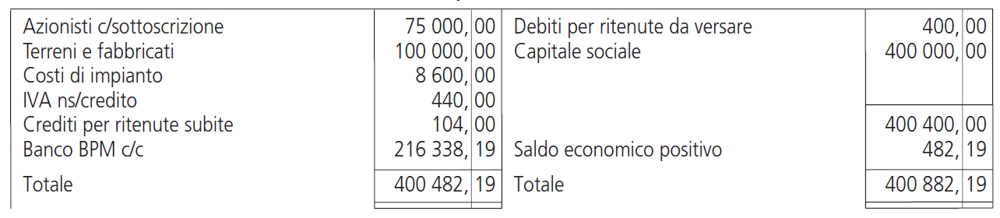 Azionisti c/sottoscrizione 75 000,00 Debiti per ritenute da versare 400,00
Terreni e fabbricati 100 000,00 Capitale sociale 400 000,00
Costi di impianto 8 600,00
IVA ns/credito 440,00
Crediti per ritenute subite 104,00 400 400,00
Banco BPM c/c 216 338,19 Saldo economico positivo 482,19
Totale 400 482,19 Totale 400 882,19